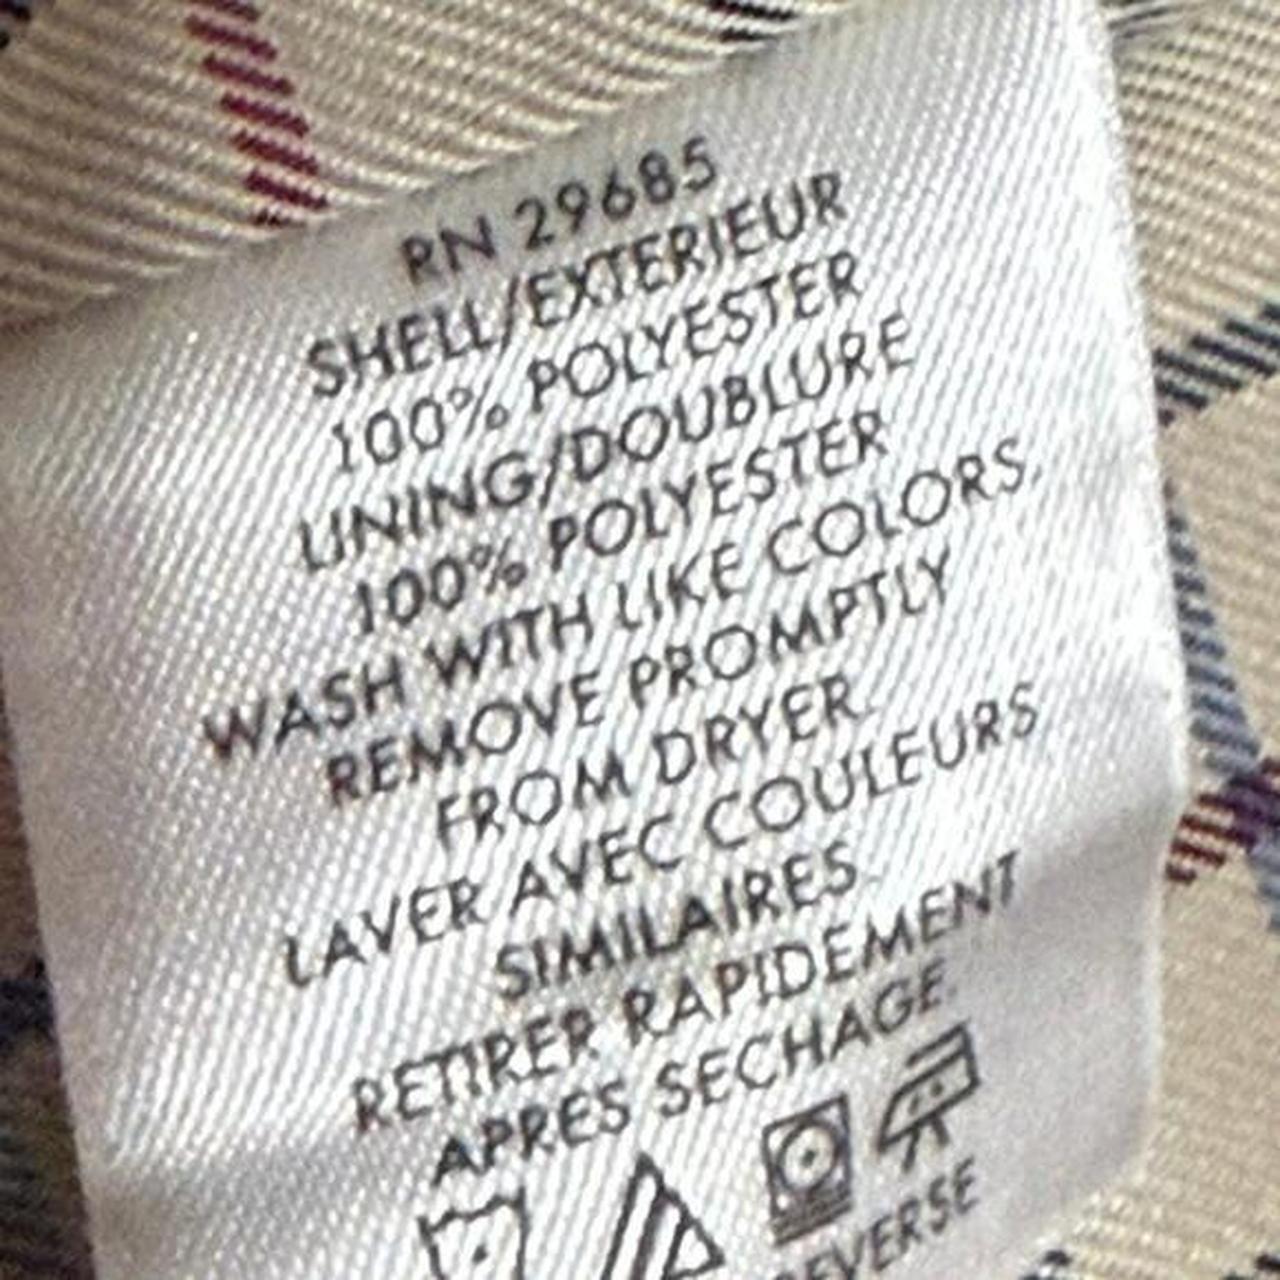 RN 29685
SHELL/EXTERIEUR
100% POLYESTER
LINING/DOUBLURE
100% POLYESTER
WASH WITH LIKE COLORS.
REMOVE PROMPTLY
FROM DRYER.
LAVER AVEC COULEURS
SIMILAIRES.
RETIRER RAPIDEMENT
APRES SECHAGE.